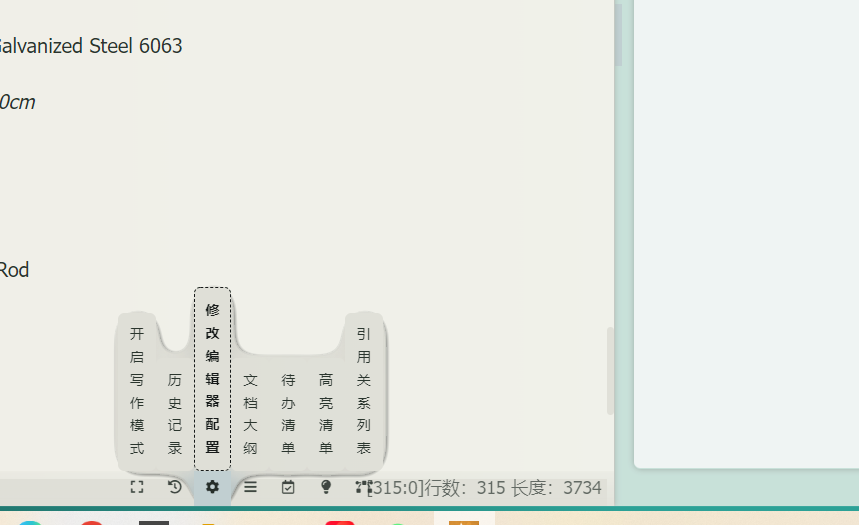 Galvanized Steel 6063
0cm
Rod
开启写作模式
历史记录
修改编辑器配置
文档大纲
待办清单
高亮清单
引用关系列表
[315:0]行数：315 长度：3734